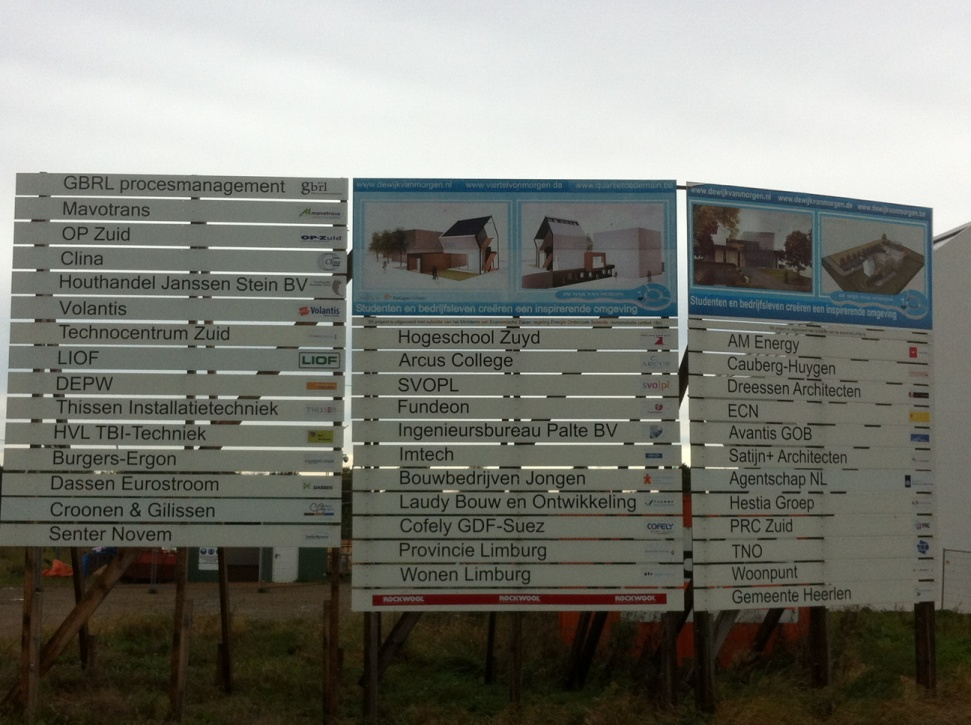 GBRL procesmanagement gbrl
Mavotrans
OP Zuid OP-Zuid
Clina
Houthandel Janssen Stein BV
Volantis Volantis
Technocentrum Zuid
LIOF LIOF
DEPW
Thissen Installatietechniek
HVL TBI-Techniek
Burgers-Ergon
Dassen Eurostroom
Croonen & Gilissen
Senter Novem
www.dewijkvanmorgen.nl www.viertelvonmorgen.de www.quartierdedemain.be
Studenten en bedrijfsleven creëren een inspirerende omgeving
Hogeschool Zuyd
Arcus College
SVOPL svolpi
Fundeon
Ingenieursbureau Palte BV
Imtech
Bouwbedrijven Jongen
Laudy Bouw en Ontwikkeling
Cofely GDF-Suez COFELY
Provincie Limburg
Wonen Limburg
ROCKWOOL ROCKWOOL ROCKWOOL
www.dewijkvanmorgen.nl www.dewijkvanmorgen.de www.dewijkvanmorgen.be
Studenten en bedrijfsleven creëren een inspirerende omgeving
AM Energy
Cauberg-Huygen
Dreessen Architecten
ECN
Avantis GOB
Satijn+ Architecten
Agentschap NL
Hestia Groep
PRC Zuid
TNO
Woonpunt
Gemeente Heerlen